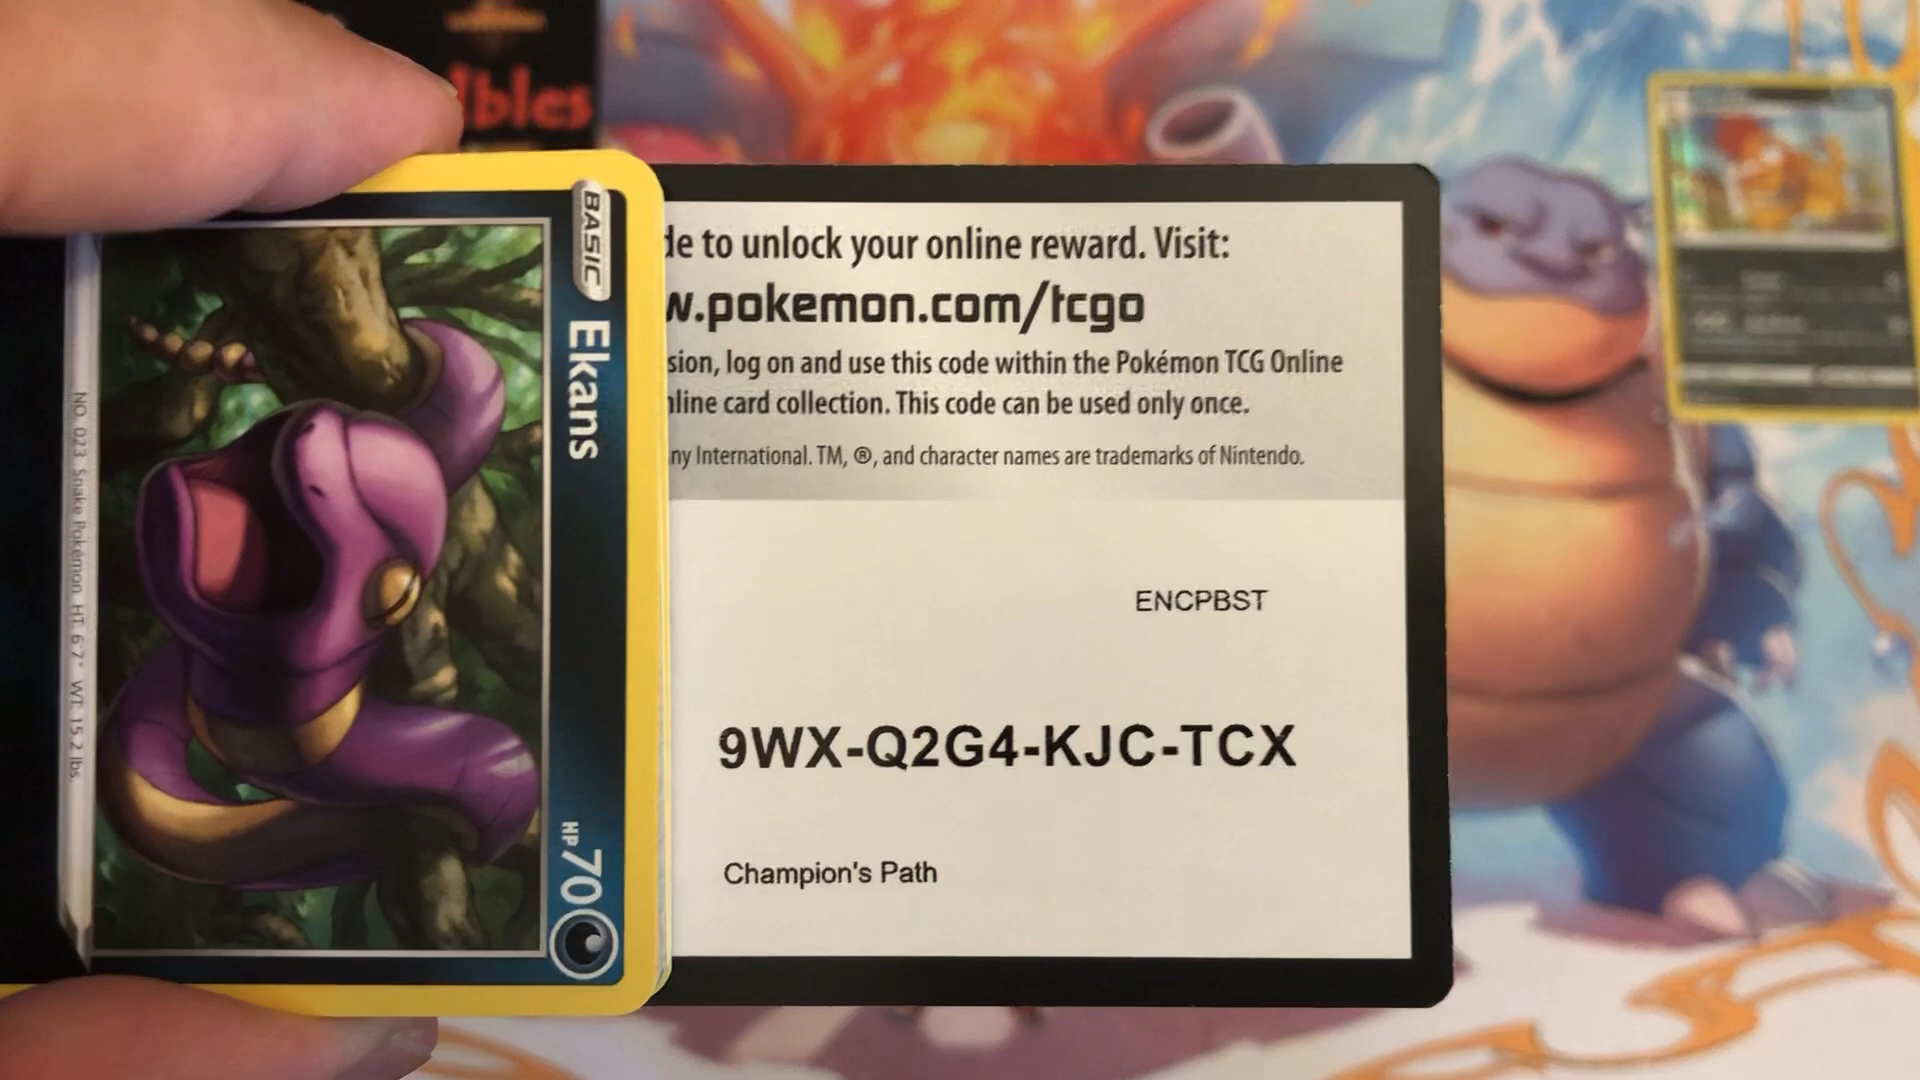 BASIC
Ekans
HP 70
NO. 023 Snake Pokémon HT: 6'7" WT: 15.2 lbs.
de to unlock your online reward. Visit:
w.pokemon.com/tcgo
sion, log on and use this code within the Pokémon TCG Online
nline card collection. This code can be used only once.
ny International. TM, ®, and character names are trademarks of Nintendo.
ENCPBST
9WX-Q2G4-KJC-TCX
Champion's Path